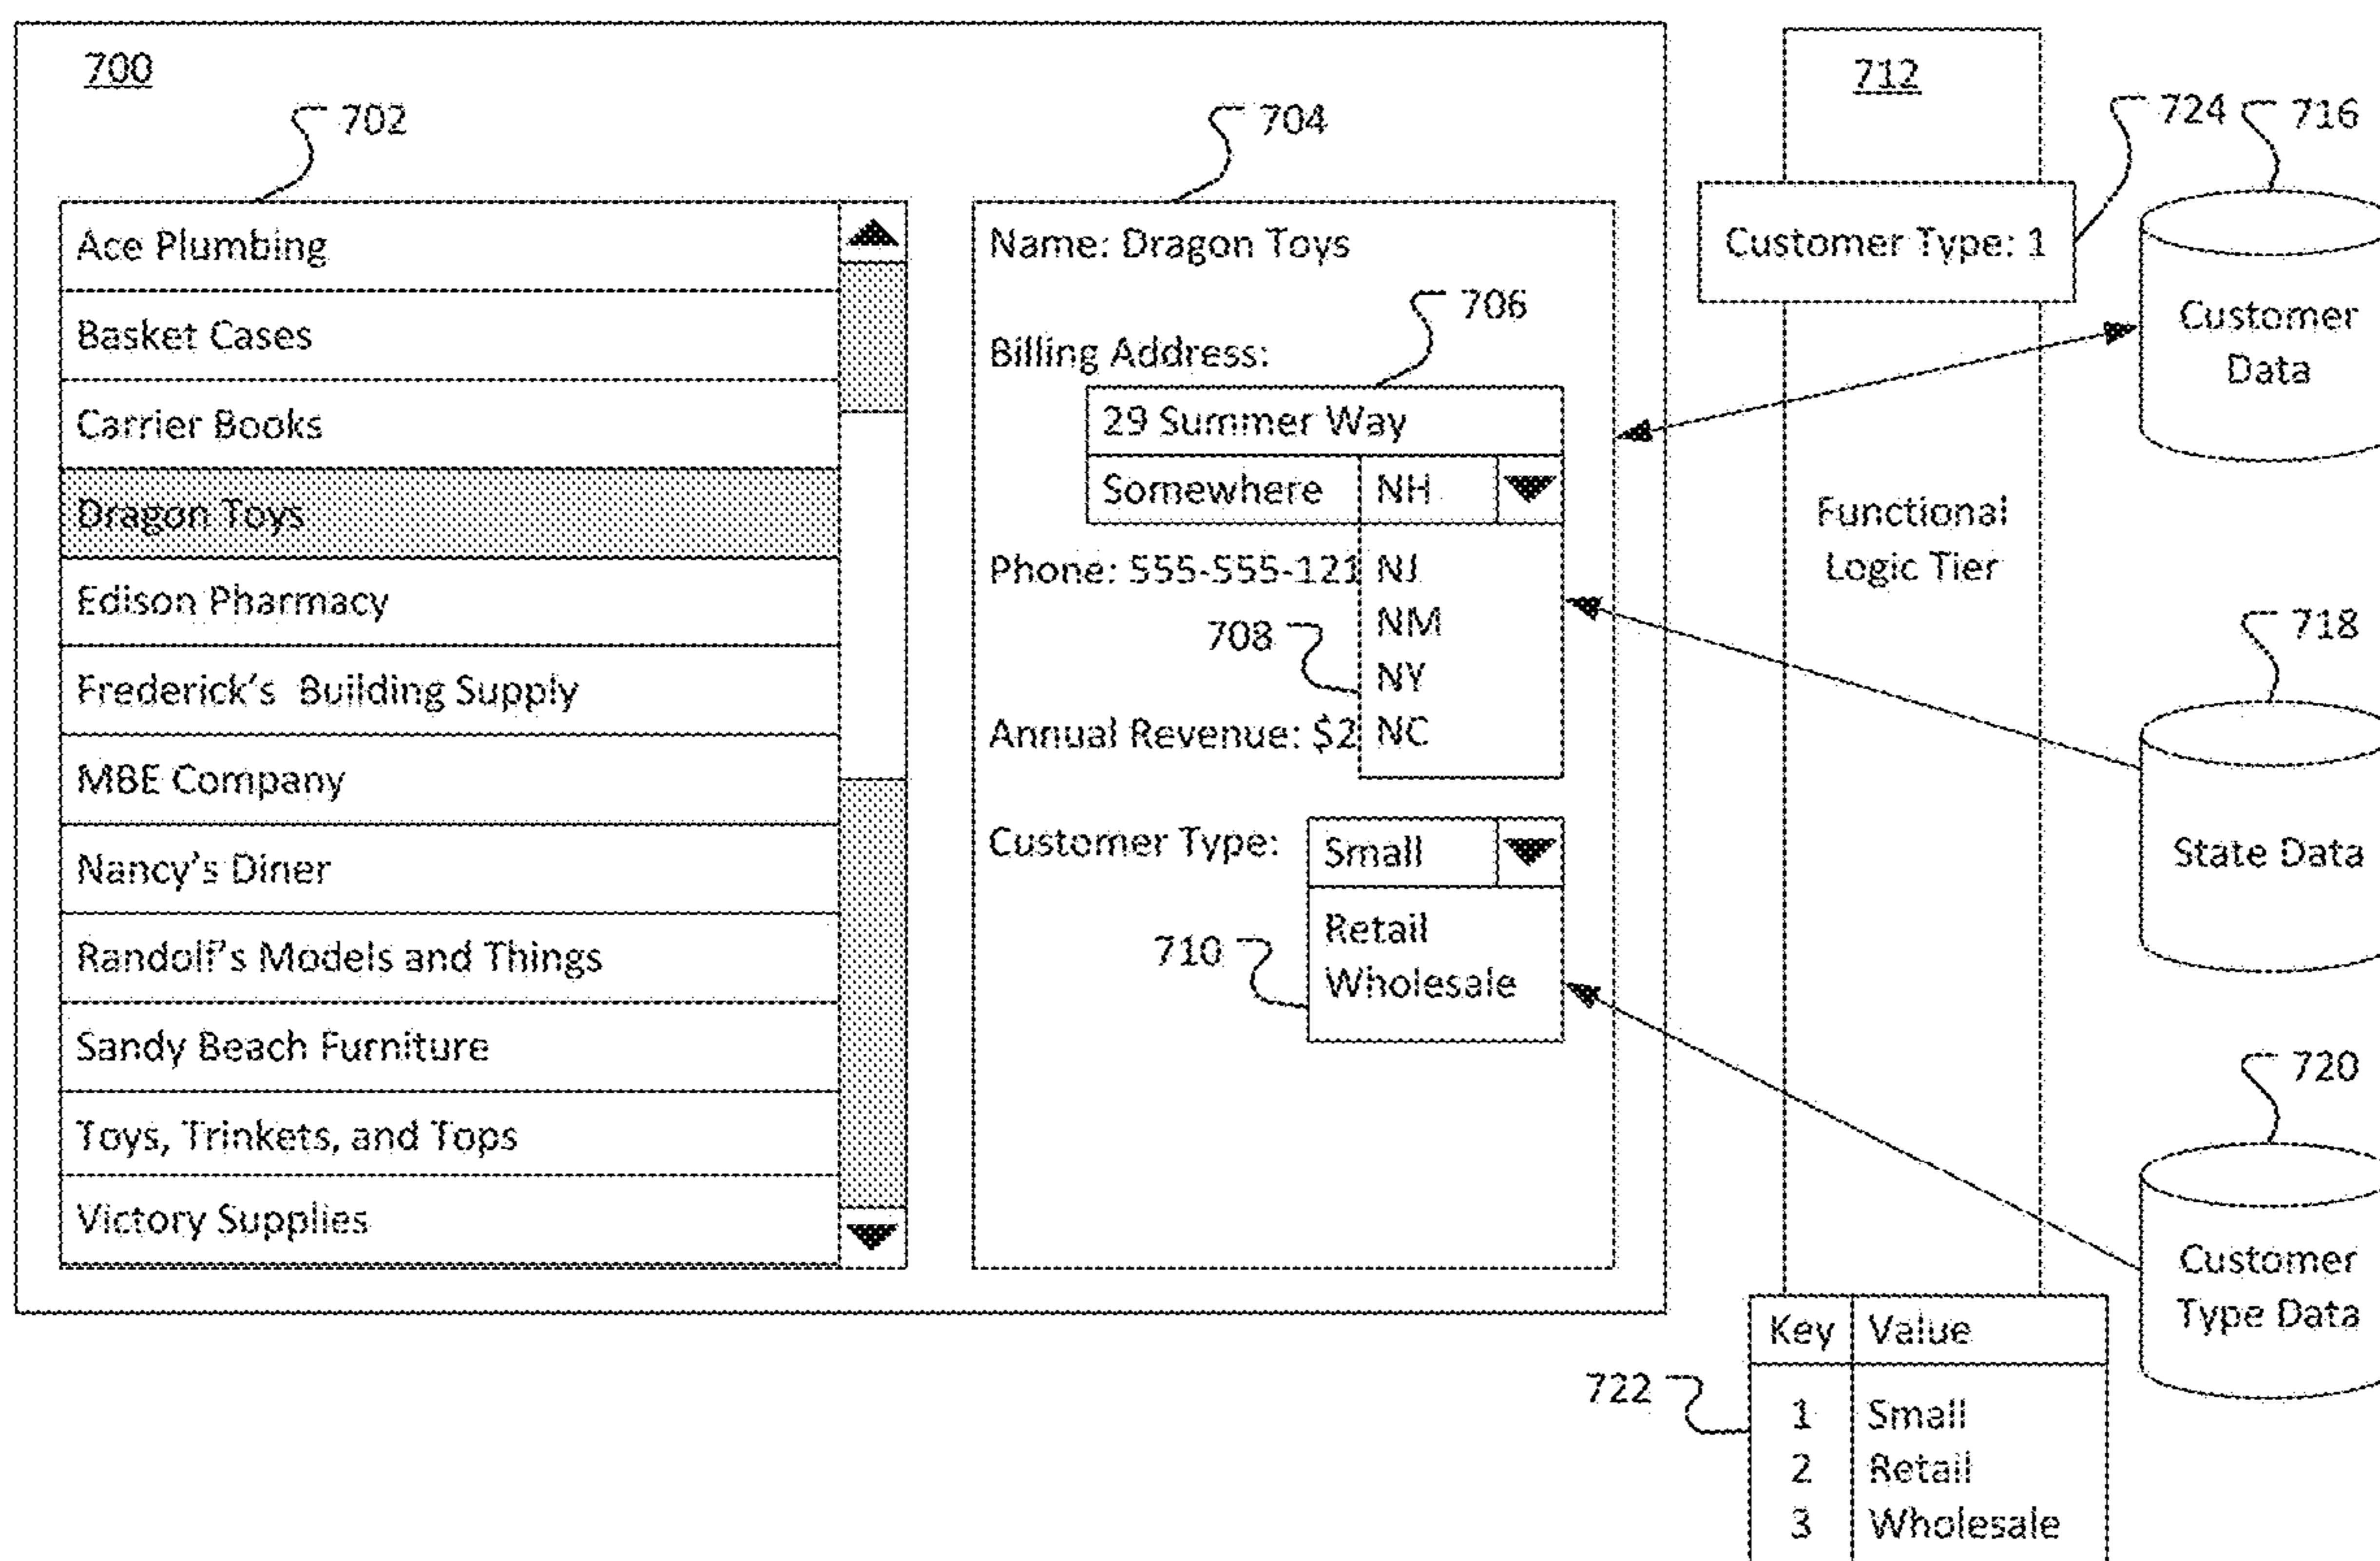 700
702
Ace Plumbing
Basket Cases
Carrier Books
Dragon Toys
Edison Pharmacy
Frederick's Building Supply
MBE Company
Nancy's Diner
Randolf's Models and Things
Sandy Beach Furniture
Toys, Trinkets, and Tops
Victory Supplies
704
Name: Dragon Toys
706
Billing Address:
29 Summer Way
Somewhere NH
Phone: 555-555-121 NJ
NM
708
NY
Annual Revenue: $2 NC
Customer Type: Small
Retail
710
Wholesale
712
724
Customer Type: 1
Functional
Logic Tier
716
Customer
Data
718
State Data
720
Customer
Type Data
722
Key Value
1 Small
2 Retail
3 Wholesale